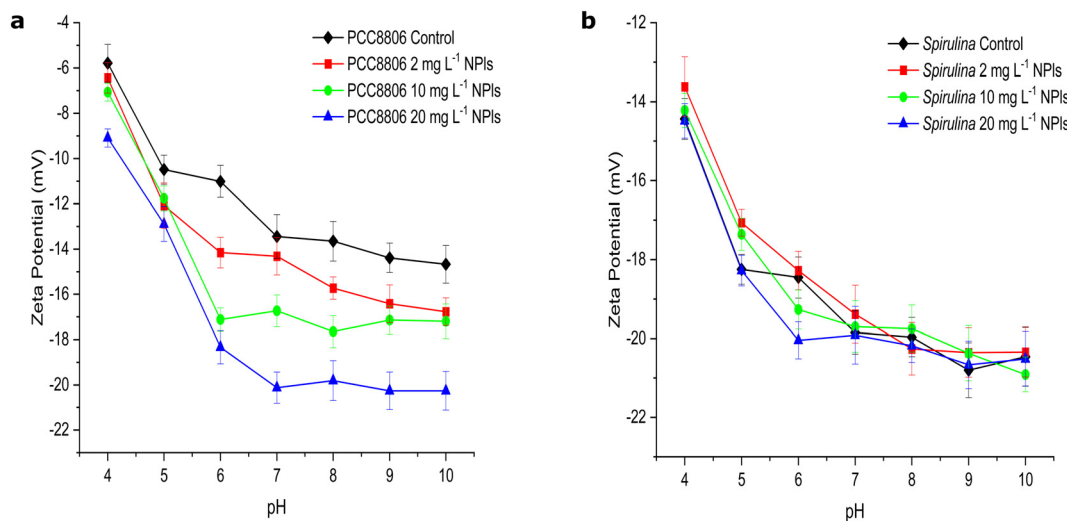 a
-4
-6
-8
-10
-12
-14
-16
-18
-20
-22
Zeta Potential (mV)
4 5 6 7 8 9 10
pH
PCC8806 Control
PCC8806 2 mg L⁻¹ NPls
PCC8806 10 mg L⁻¹ NPls
PCC8806 20 mg L⁻¹ NPls
b
-12
-14
-16
-18
-20
-22
Zeta Potential (mV)
4 5 6 7 8 9 10
pH
Spirulina Control
Spirulina 2 mg L⁻¹ NPls
Spirulina 10 mg L⁻¹ NPls
Spirulina 20 mg L⁻¹ NPls